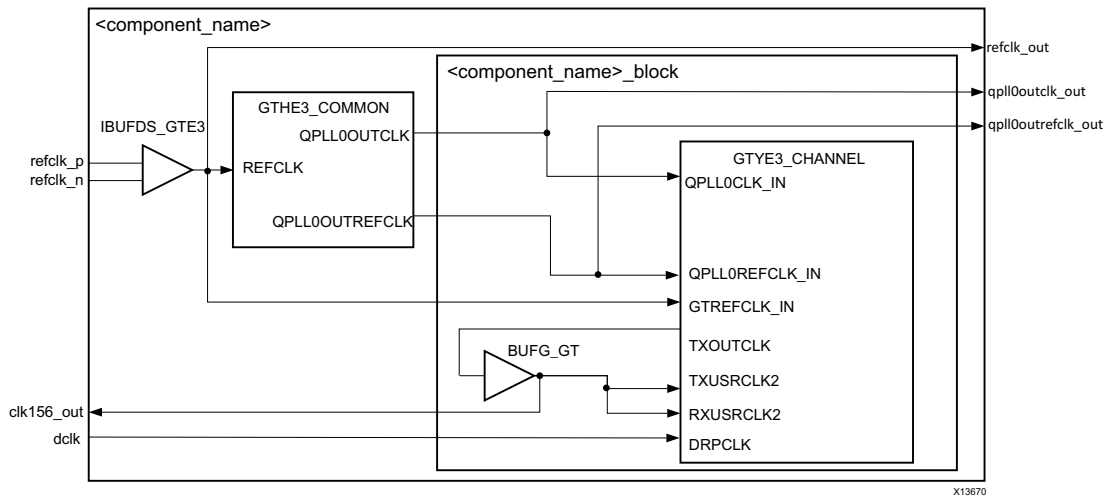 <component_name>
refclk_out
<component_name>_block
qpll0outclk_out
GTHE3_COMMON
IBUFDS_GTE3
QPLL0OUTCLK
qpll0outrefclk_out
refclk_p
refclk_n
REFCLK
GTYE3_CHANNEL
QPLL0CLK_IN
QPLL0OUTREFCLK
QPLL0REFCLK_IN
GTREFCLK_IN
TXOUTCLK
BUFG_GT
TXUSRCLK2
clk156_out
RXUSRCLK2
dclk
DRPCLK
X13670